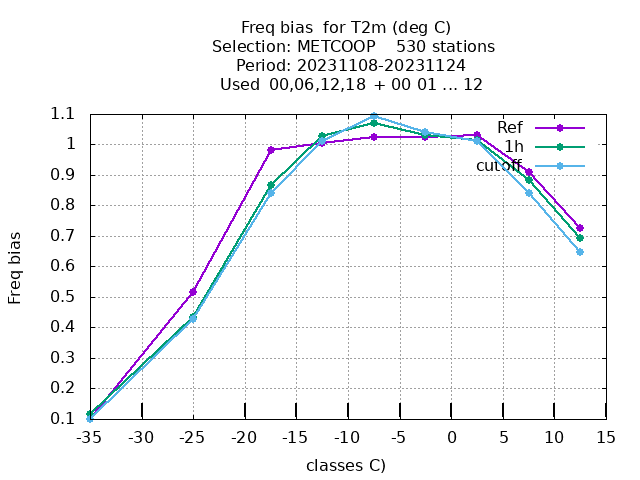 Freq bias  for T2m (deg C)
Selection: METCOOP    530 stations
Period: 20231108-20231124
Used  00,06,12,18  + 00 01 ... 12
Ref
1h
cutoff
1.1
1
0.9
0.8
0.7
0.6
0.5
0.4
0.3
0.2
0.1
Freq bias
-35 -30 -25 -20 -15 -10 -5 0 5 10 15
classes C)